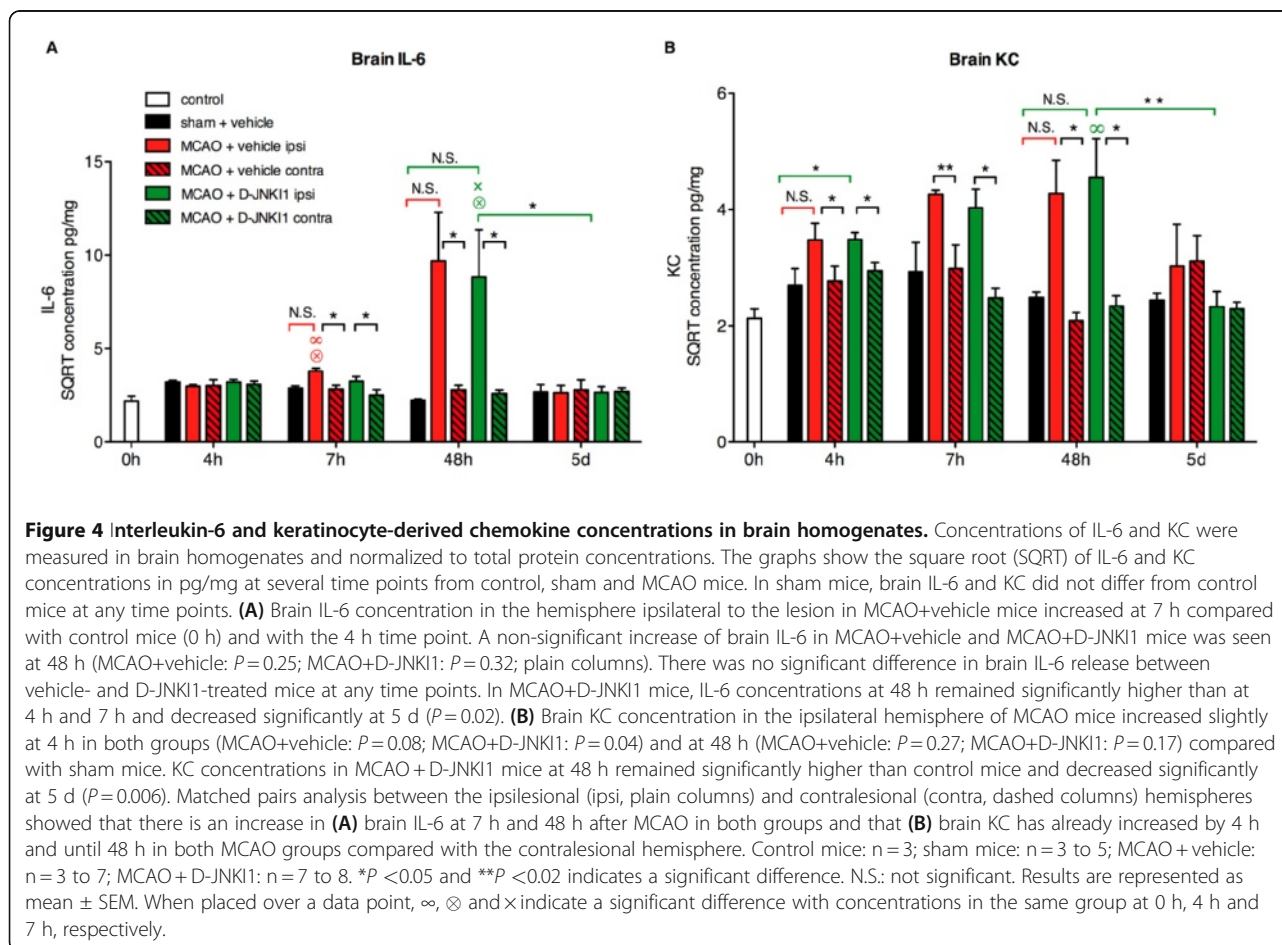 A
Brain IL-6
control
sham + vehicle
MCAO + vehicle ipsi
MCAO + vehicle contra
MCAO + D-JNKI1 ipsi
MCAO + D-JNKI1 contra
IL-6
SQRT concentration pg/mg
15
10
5
0
N.S.
* *
∞
⊗
N.S.
N.S.
×
⊗
*
* *
0h 4h 7h 48h 5d
B
Brain KC
KC
SQRT concentration pg/mg
6
4
2
0
*
N.S. * *
** *
N.S.
**
N.S. * ∞ *
0h 4h 7h 48h 5d
Figure 4 Interleukin-6 and keratinocyte-derived chemokine concentrations in brain homogenates. Concentrations of IL-6 and KC were
measured in brain homogenates and normalized to total protein concentrations. The graphs show the square root (SQRT) of IL-6 and KC
concentrations in pg/mg at several time points from control, sham and MCAO mice. In sham mice, brain IL-6 and KC did not differ from control
mice at any time points. (A) Brain IL-6 concentration in the hemisphere ipsilateral to the lesion in MCAO+vehicle mice increased at 7 h compared
with control mice (0 h) and with the 4 h time point. A non-significant increase of brain IL-6 in MCAO+vehicle and MCAO+D-JNKI1 mice was seen
at 48 h (MCAO+vehicle: P = 0.25; MCAO+D-JNKI1: P = 0.32; plain columns). There was no significant difference in brain IL-6 release between
vehicle- and D-JNKI1-treated mice at any time points. In MCAO+D-JNKI1 mice, IL-6 concentrations at 48 h remained significantly higher than at
4 h and 7 h and decreased significantly at 5 d (P = 0.02). (B) Brain KC concentration in the ipsilateral hemisphere of MCAO mice increased slightly
at 4 h in both groups (MCAO+vehicle: P = 0.08; MCAO+D-JNKI1: P = 0.04) and at 48 h (MCAO+vehicle: P = 0.27; MCAO+D-JNKI1: P = 0.17) compared
with sham mice. KC concentrations in MCAO + D-JNKI1 mice at 48 h remained significantly higher than control mice and decreased significantly
at 5 d (P = 0.006). Matched pairs analysis between the ipsilesional (ipsi, plain columns) and contralesional (contra, dashed columns) hemispheres
showed that there is an increase in (A) brain IL-6 at 7 h and 48 h after MCAO in both groups and that (B) brain KC has already increased by 4 h
and until 48 h in both MCAO groups compared with the contralesional hemisphere. Control mice: n = 3; sham mice: n = 3 to 5; MCAO + vehicle:
n = 3 to 7; MCAO + D-JNKI1: n = 7 to 8. *P <0.05 and **P <0.02 indicates a significant difference. N.S.: not significant. Results are represented as
mean ± SEM. When placed over a data point, ∞, ⊗ and × indicate a significant difference with concentrations in the same group at 0 h, 4 h and
7 h, respectively.